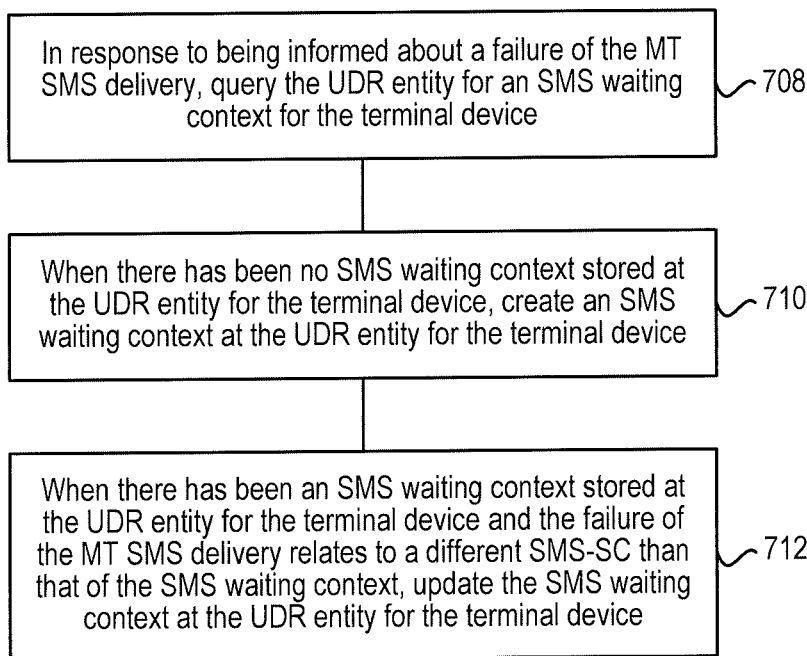 In response to being informed about a failure of the MT
SMS delivery, query the UDR entity for an SMS waiting
context for the terminal device
708
When there has been no SMS waiting context stored at
the UDR entity for the terminal device, create an SMS
waiting context at the UDR entity for the terminal device
710
When there has been an SMS waiting context stored at
the UDR entity for the terminal device and the failure of
the MT SMS delivery relates to a different SMS-SC than
that of the SMS waiting context, update the SMS waiting
context at the UDR entity for the terminal device
712